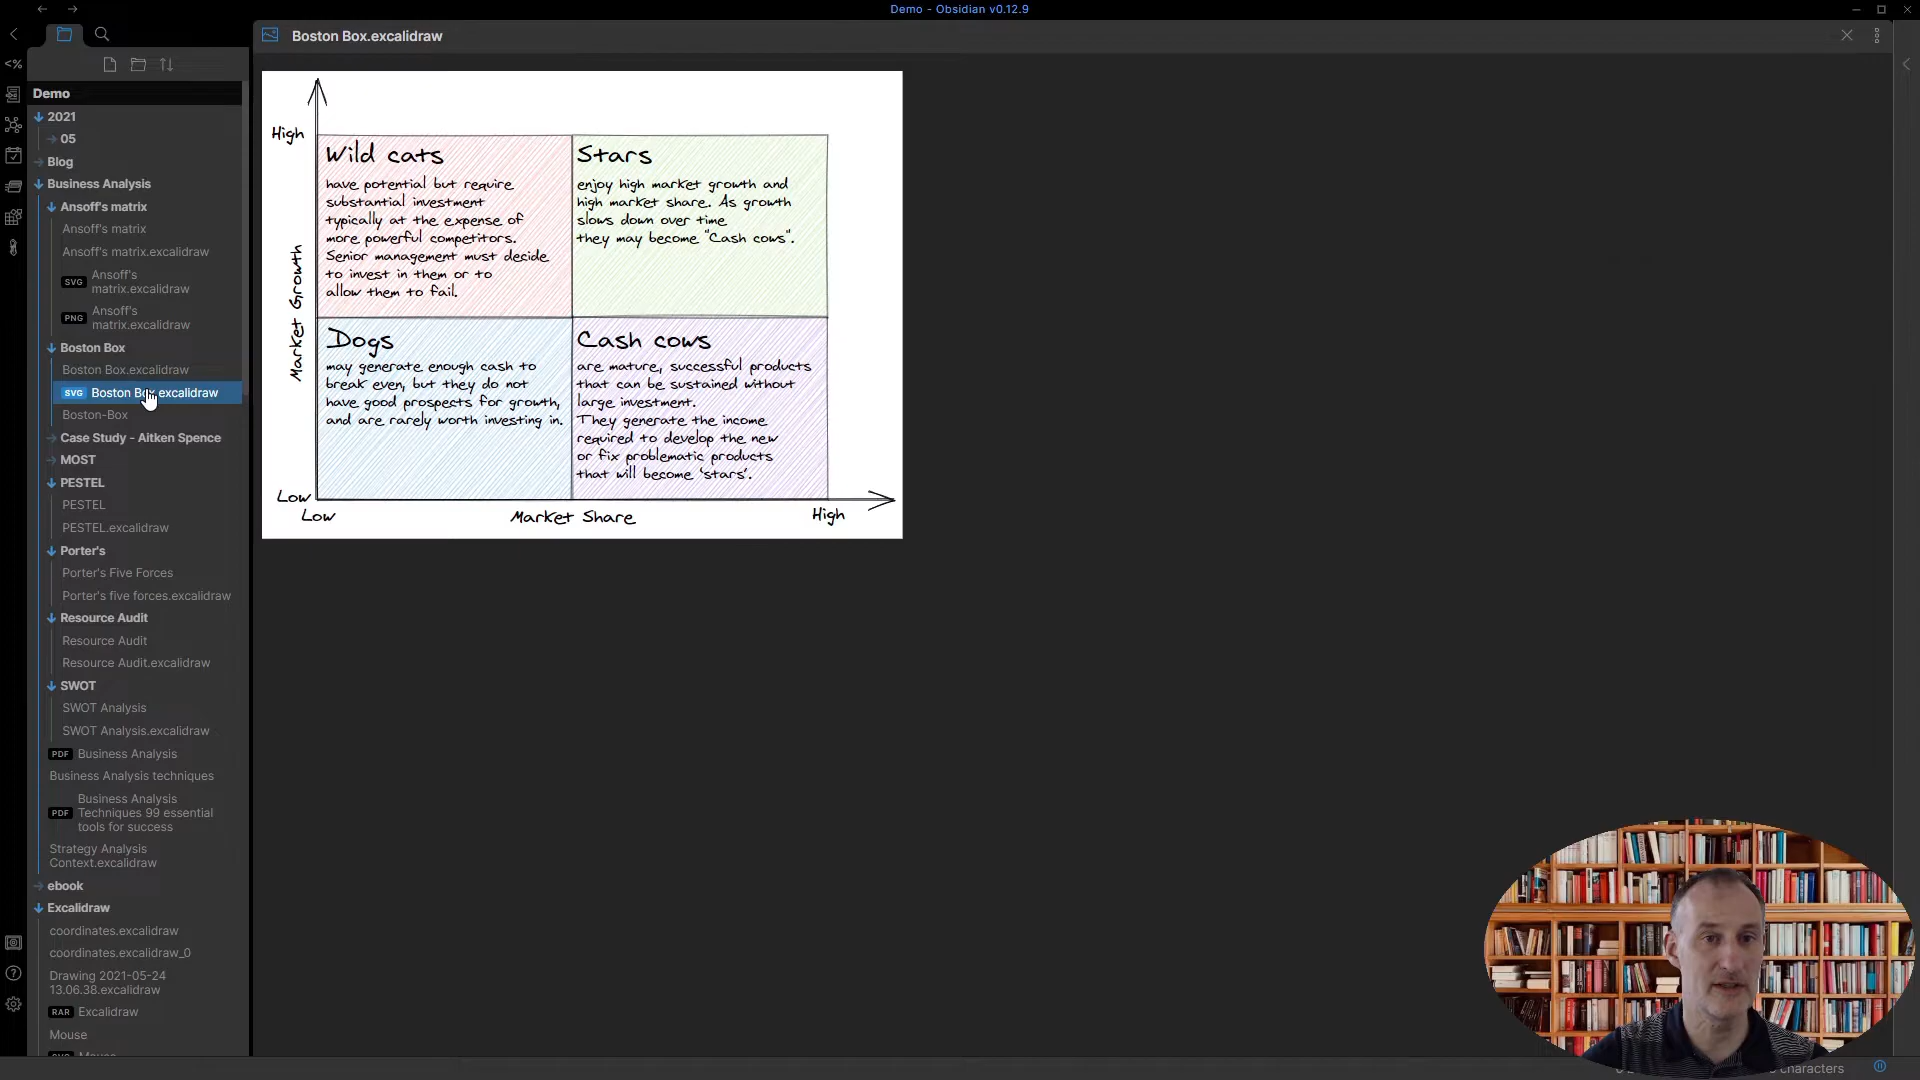 Demo - Obsidian v0.12.9
Boston Box.excalidraw
Demo
2021
05
Blog
Business Analysis
Ansoff's matrix
Ansoff's matrix
Ansoff's matrix.excalidraw
SVG Ansoff's
matrix.excalidraw
PNG Ansoff's
matrix.excalidraw
Boston Box
Boston Box.excalidraw
SVG Boston Box.excalidraw
Boston-Box
Case Study - Aitken Spence
MOST
PESTEL
PESTEL
PESTEL.excalidraw
Porter's
Porter's Five Forces
Porter's five forces.excalidraw
Resource Audit
Resource Audit
Resource Audit.excalidraw
SWOT
SWOT Analysis
SWOT Analysis.excalidraw
PDF Business Analysis
Business Analysis techniques
PDF Business Analysis
Techniques 99 essential
tools for success
Strategy Analysis
Context.excalidraw
ebook
Excalidraw
coordinates.excalidraw
coordinates.excalidraw_0
Drawing 2021-05-24
13.06.38.excalidraw
RAR Excalidraw
Mouse
High
Market Growth
Low
Wild cats
have potential but require
substantial investment
typically at the expense of
more powerful competitors.
Senior management must decide
to invest in them or to
allow them to fail.
Stars
enjoy high market growth and
high market share. As growth
slows down over time
they may become "Cash cows".
Dogs
may generate enough cash to
break even, but they do not
have good prospects for growth,
and are rarely worth investing in.
Cash cows
are mature, successful products
that can be sustained without
large investment.
They generate the income
required to develop the new
or fix problematic products
that will become 'stars'.
Low
Market Share
High
characters